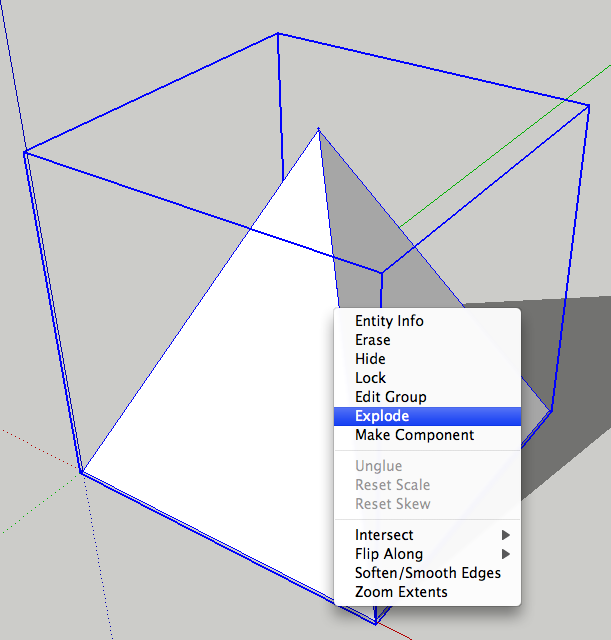 Entity Info
Erase
Hide
Lock
Edit Group
Explode
Make Component
Unglue
Reset Scale
Reset Skew
Intersect
Flip Along
Soften/Smooth Edges
Zoom Extents